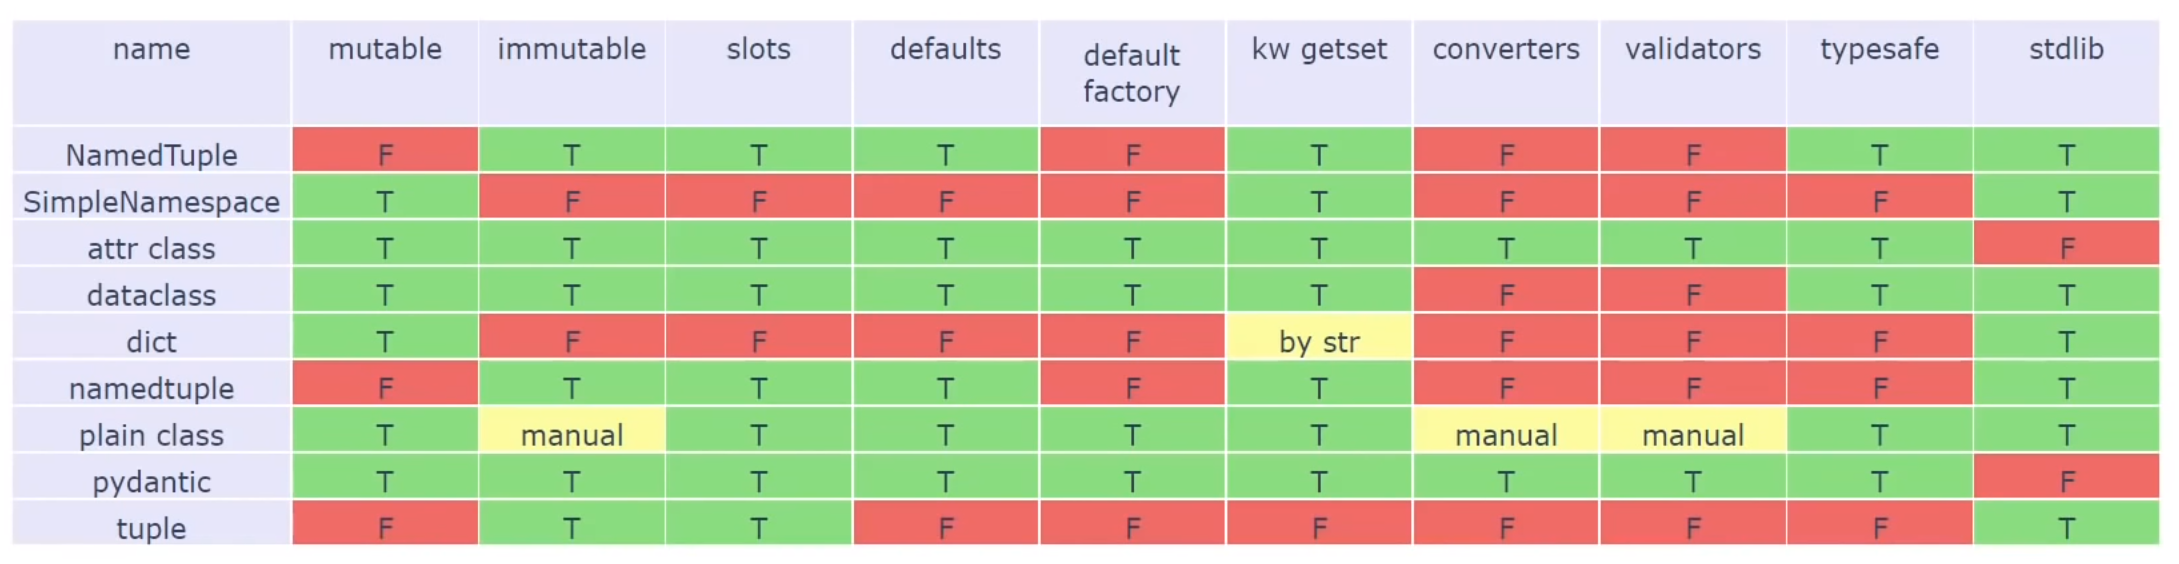 name mutable immutable slots defaults default factory kw getset converters validators typesafe stdlib
NamedTuple F T T T F T F F T T
SimpleNamespace T F F F F T F F F T
attr class T T T T T T T T T F
dataclass T T T T T T F F T T
dict T F F F F by str F F F T
namedtuple F T T T F T F F F T
plain class T manual T T T T manual manual T T
pydantic T T T T T T T T T F
tuple F T T F F F F F F T